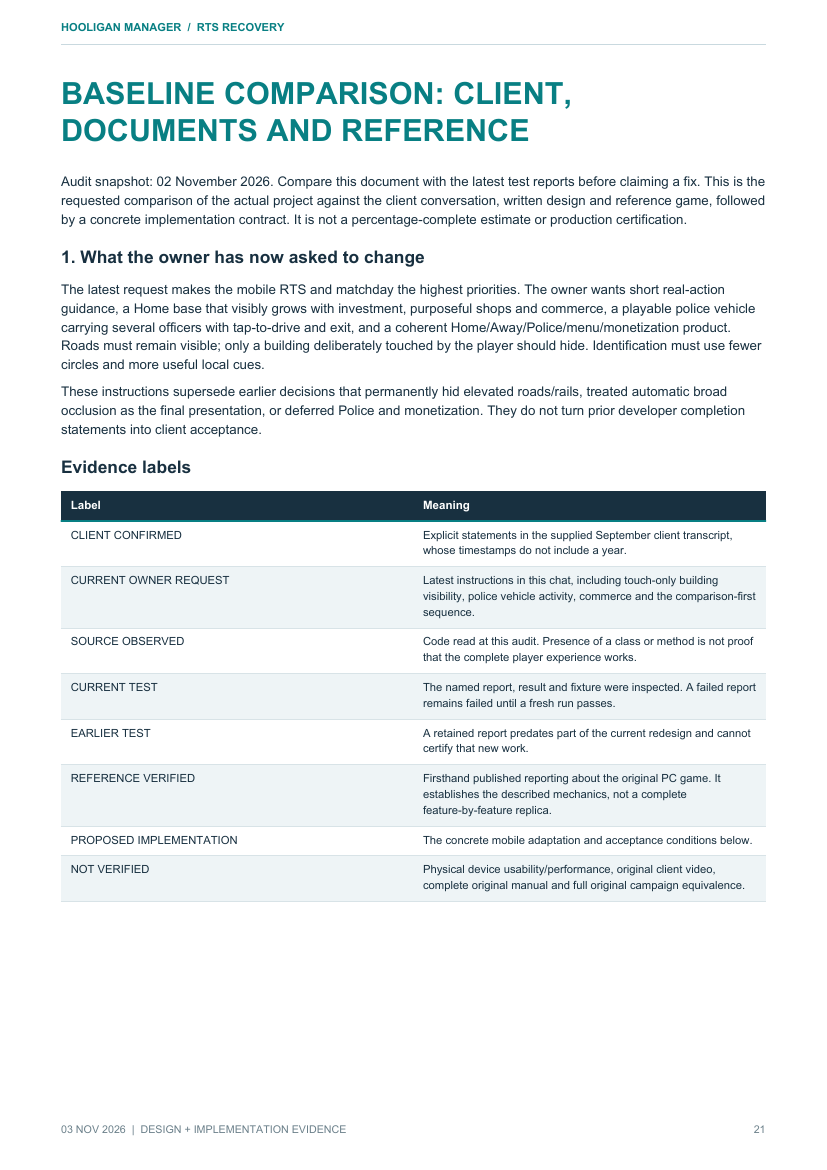 HOOLIGAN MANAGER / RTS RECOVERY
BASELINE COMPARISON: CLIENT,
DOCUMENTS AND REFERENCE
Audit snapshot: 02 November 2026. Compare this document with the latest test reports before claiming a fix. This is the
requested comparison of the actual project against the client conversation, written design and reference game, followed
by a concrete implementation contract. It is not a percentage-complete estimate or production certification.
1. What the owner has now asked to change
The latest request makes the mobile RTS and matchday the highest priorities. The owner wants short real-action
guidance, a Home base that visibly grows with investment, purposeful shops and commerce, a playable police vehicle
carrying several officers with tap-to-drive and exit, and a coherent Home/Away/Police/menu/monetization product.
Roads must remain visible; only a building deliberately touched by the player should hide. Identification must use fewer
circles and more useful local cues.
These instructions supersede earlier decisions that permanently hid elevated roads/rails, treated automatic broad
occlusion as the final presentation, or deferred Police and monetization. They do not turn prior developer completion
statements into client acceptance.
Evidence labels
Label Meaning
CLIENT CONFIRMED Explicit statements in the supplied September client transcript,
whose timestamps do not include a year.
CURRENT OWNER REQUEST Latest instructions in this chat, including touch-only building
visibility, police vehicle activity, commerce and the comparison-first
sequence.
SOURCE OBSERVED Code read at this audit. Presence of a class or method is not proof
that the complete player experience works.
CURRENT TEST The named report, result and fixture were inspected. A failed report
remains failed until a fresh run passes.
EARLIER TEST A retained report predates part of the current redesign and cannot
certify that new work.
REFERENCE VERIFIED Firsthand published reporting about the original PC game. It
establishes the described mechanics, not a complete
feature-by-feature replica.
PROPOSED IMPLEMENTATION The concrete mobile adaptation and acceptance conditions below.
NOT VERIFIED Physical device usability/performance, original client video,
complete original manual and full original campaign equivalence.
03 NOV 2026 | DESIGN + IMPLEMENTATION EVIDENCE 21